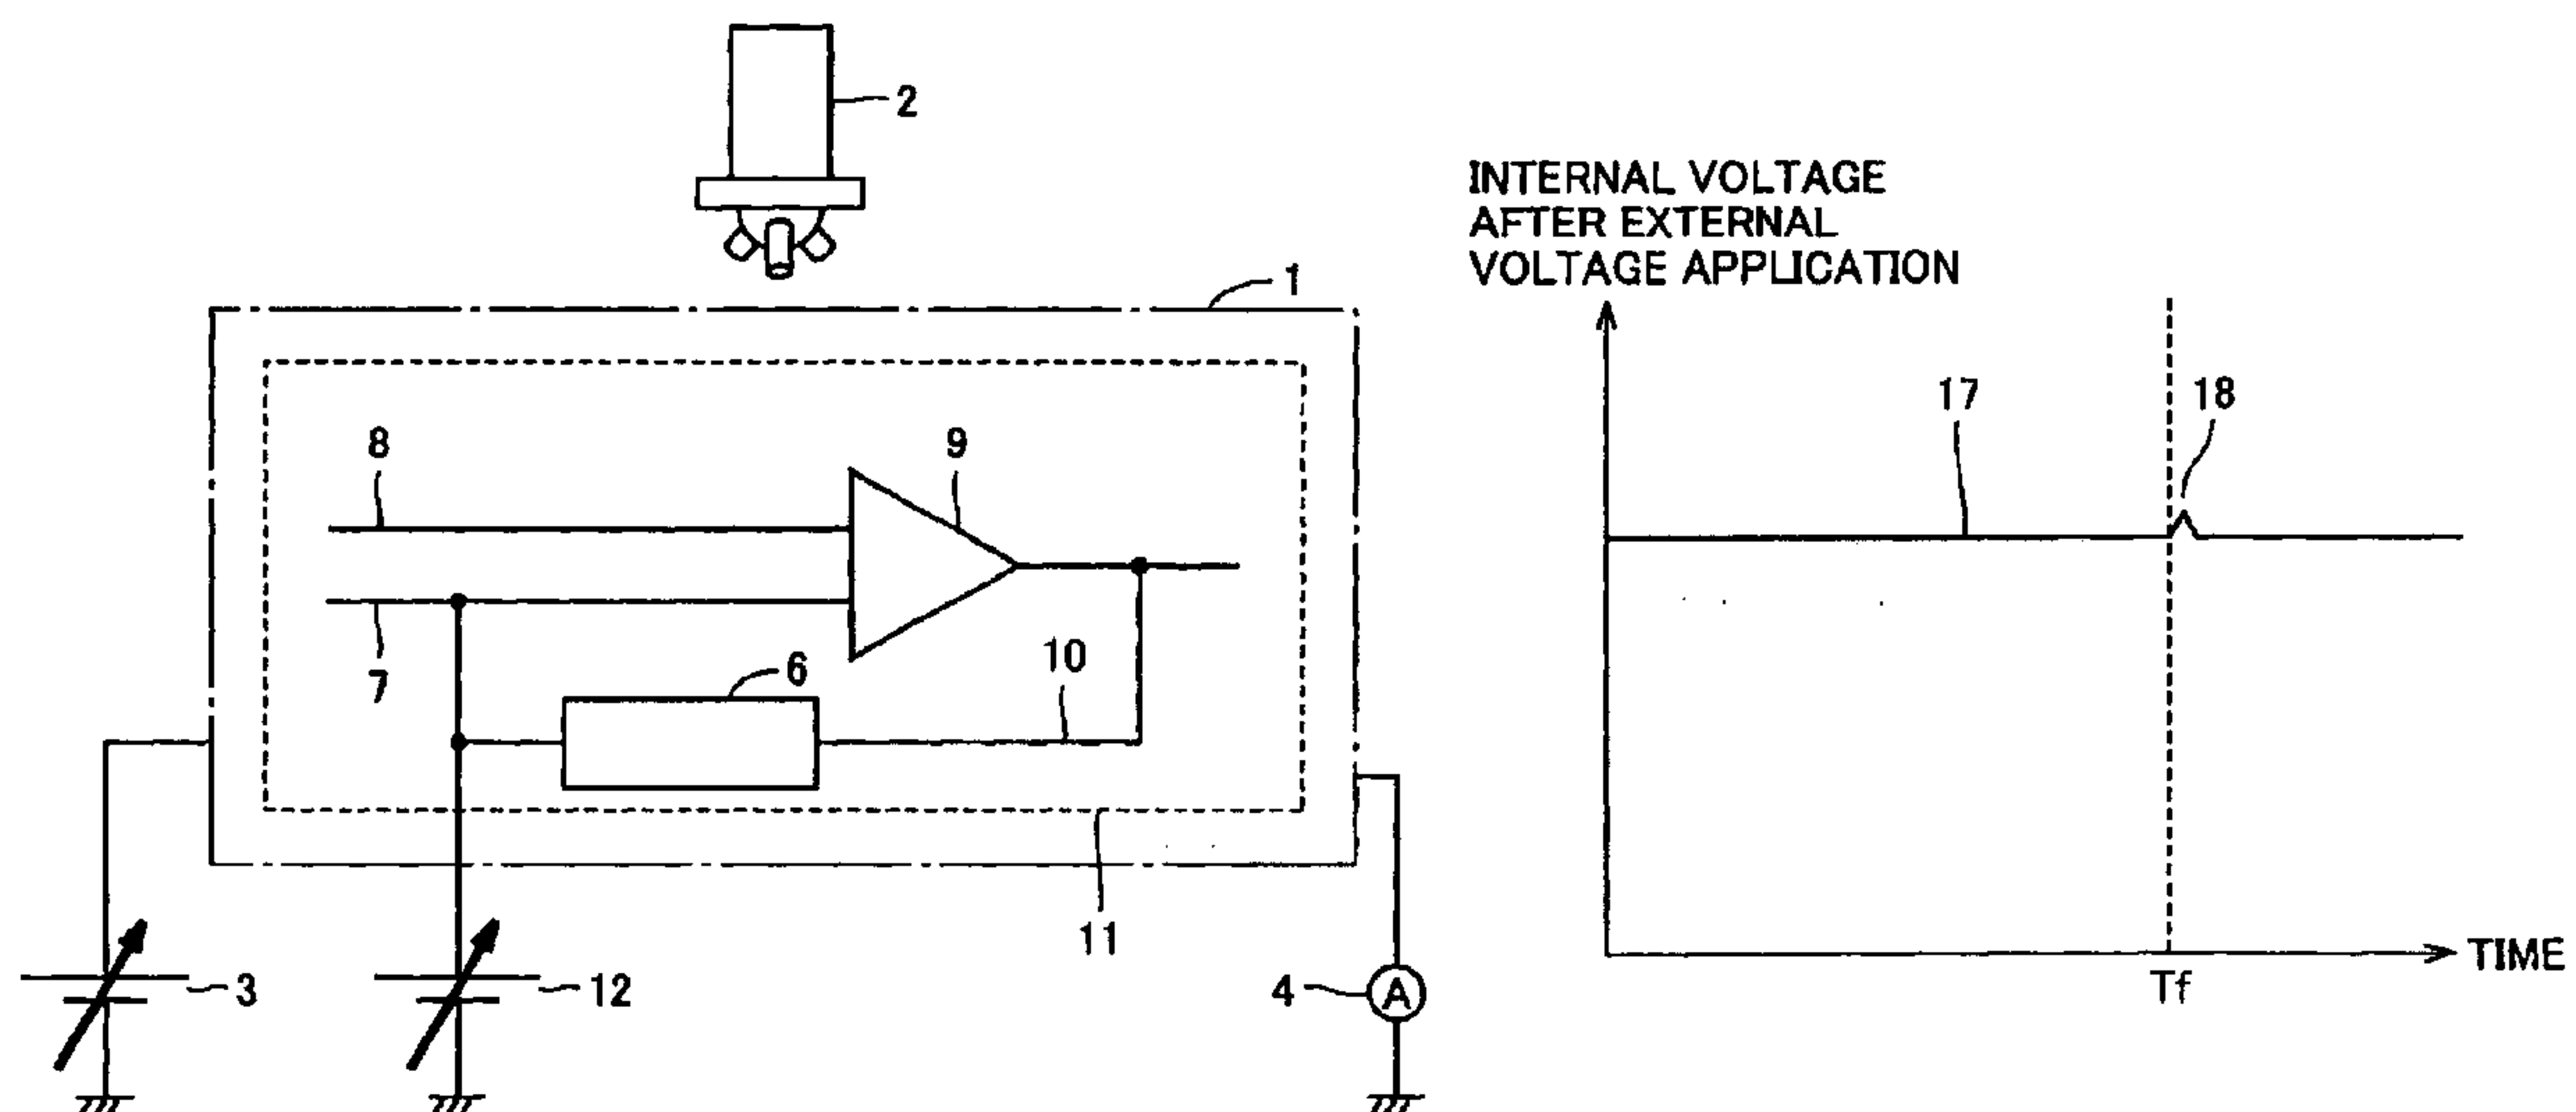 2
1
8
9
7
6
10
11
3
12
4
A
INTERNAL VOLTAGE
AFTER EXTERNAL
VOLTAGE APPLICATION
17
18
TIME
Tf